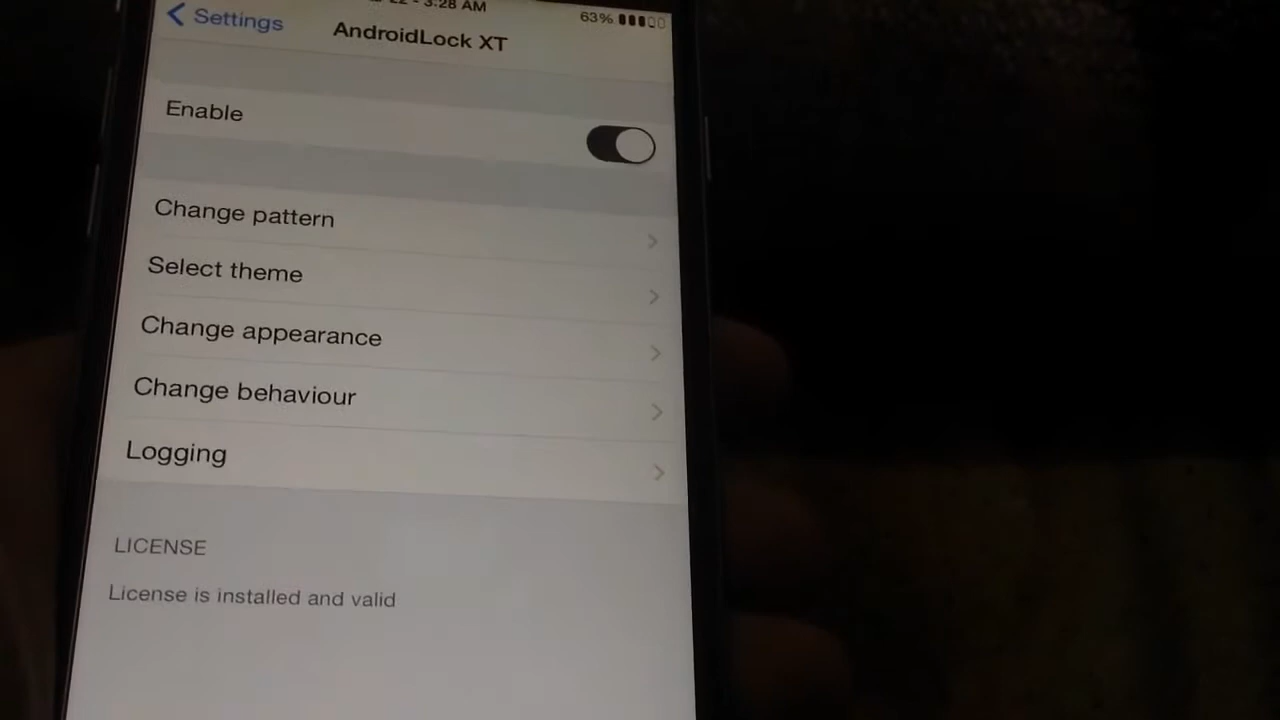 22 - 3:28 AM
63%
Settings
AndroidLock XT
Enable
Change pattern
Select theme
Change appearance
Change behaviour
Logging
LICENSE
License is installed and valid